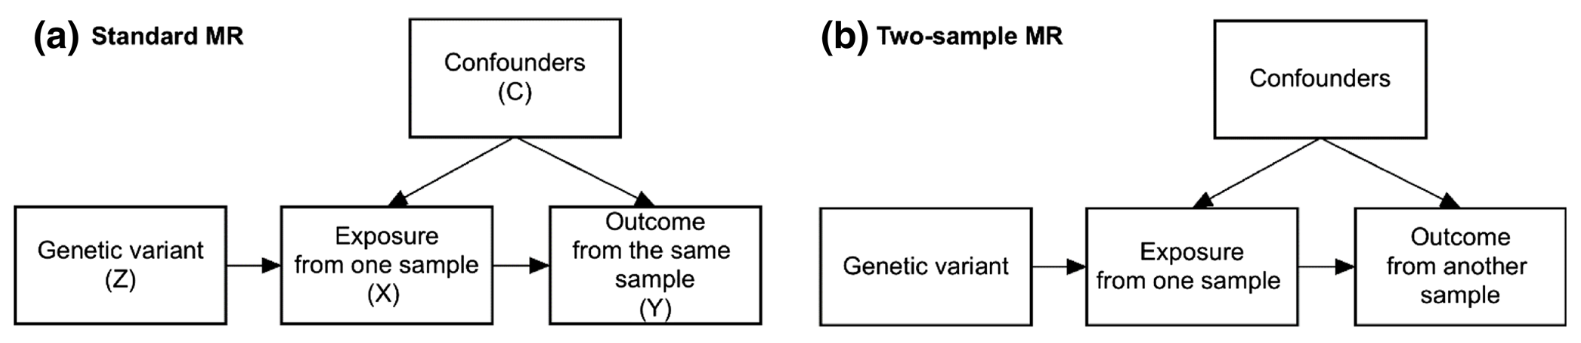 (a) Standard MR
Confounders
(C)
Genetic variant
(Z)
Exposure
from one sample
(X)
Outcome
from the same
sample
(Y)
(b) Two-sample MR
Confounders
Genetic variant
Exposure
from one sample
Outcome
from another
sample